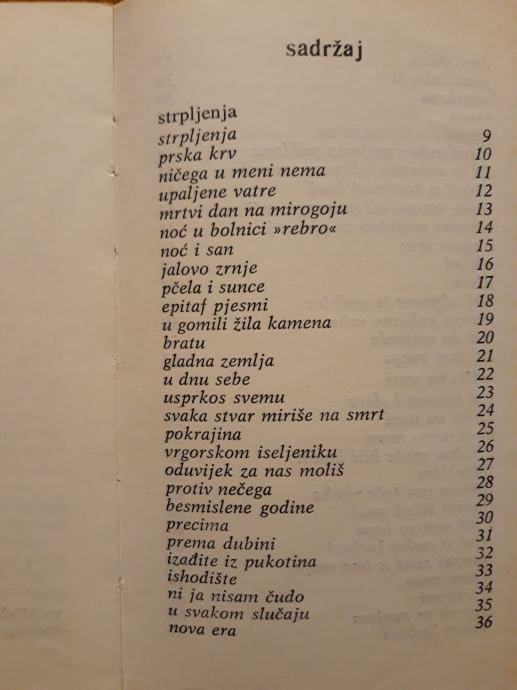 sadržaj
strpljenja
strpljenja 9
prska krv 10
ničega u meni nema 11
upaljene vatre 12
mrtvi dan na mirogoju 13
noć u bolnici »rebro« 14
noć i san 15
jalovo zrnje 16
pčela i sunce 17
epitaf pjesmi 18
u gomili žila kamena 19
bratu 20
gladna zemlja 21
u dnu sebe 22
usprkos svemu 23
svaka stvar miriše na smrt 24
pokrajina 25
vrgorskom iseljeniku 26
oduvijek za nas moliš 27
protiv nečega 28
besmislene godine 29
precima 30
prema dubini 31
izađite iz pukotina 32
ishodište 33
ni ja nisam čudo 34
u svakom slučaju 35
nova era 36